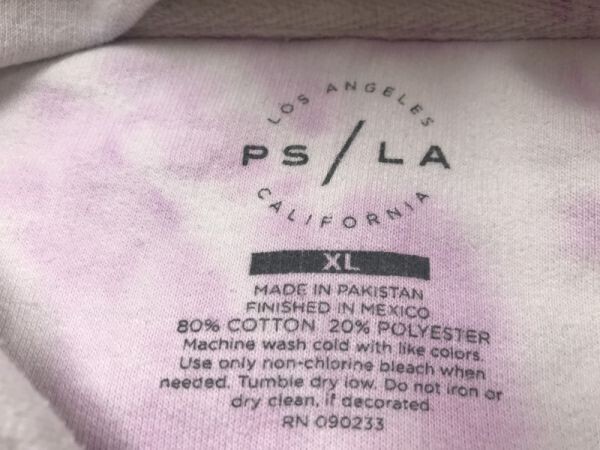 LOS ANGELES
PS/LA
CALIFORNIA
XL
MADE IN PAKISTAN
FINISHED IN MEXICO
80% COTTON 20% POLYESTER
Machine wash cold with like colors.
Use only non-chlorine bleach when
needed. Tumble dry low. Do not iron or
dry clean, if decorated
RN 090233